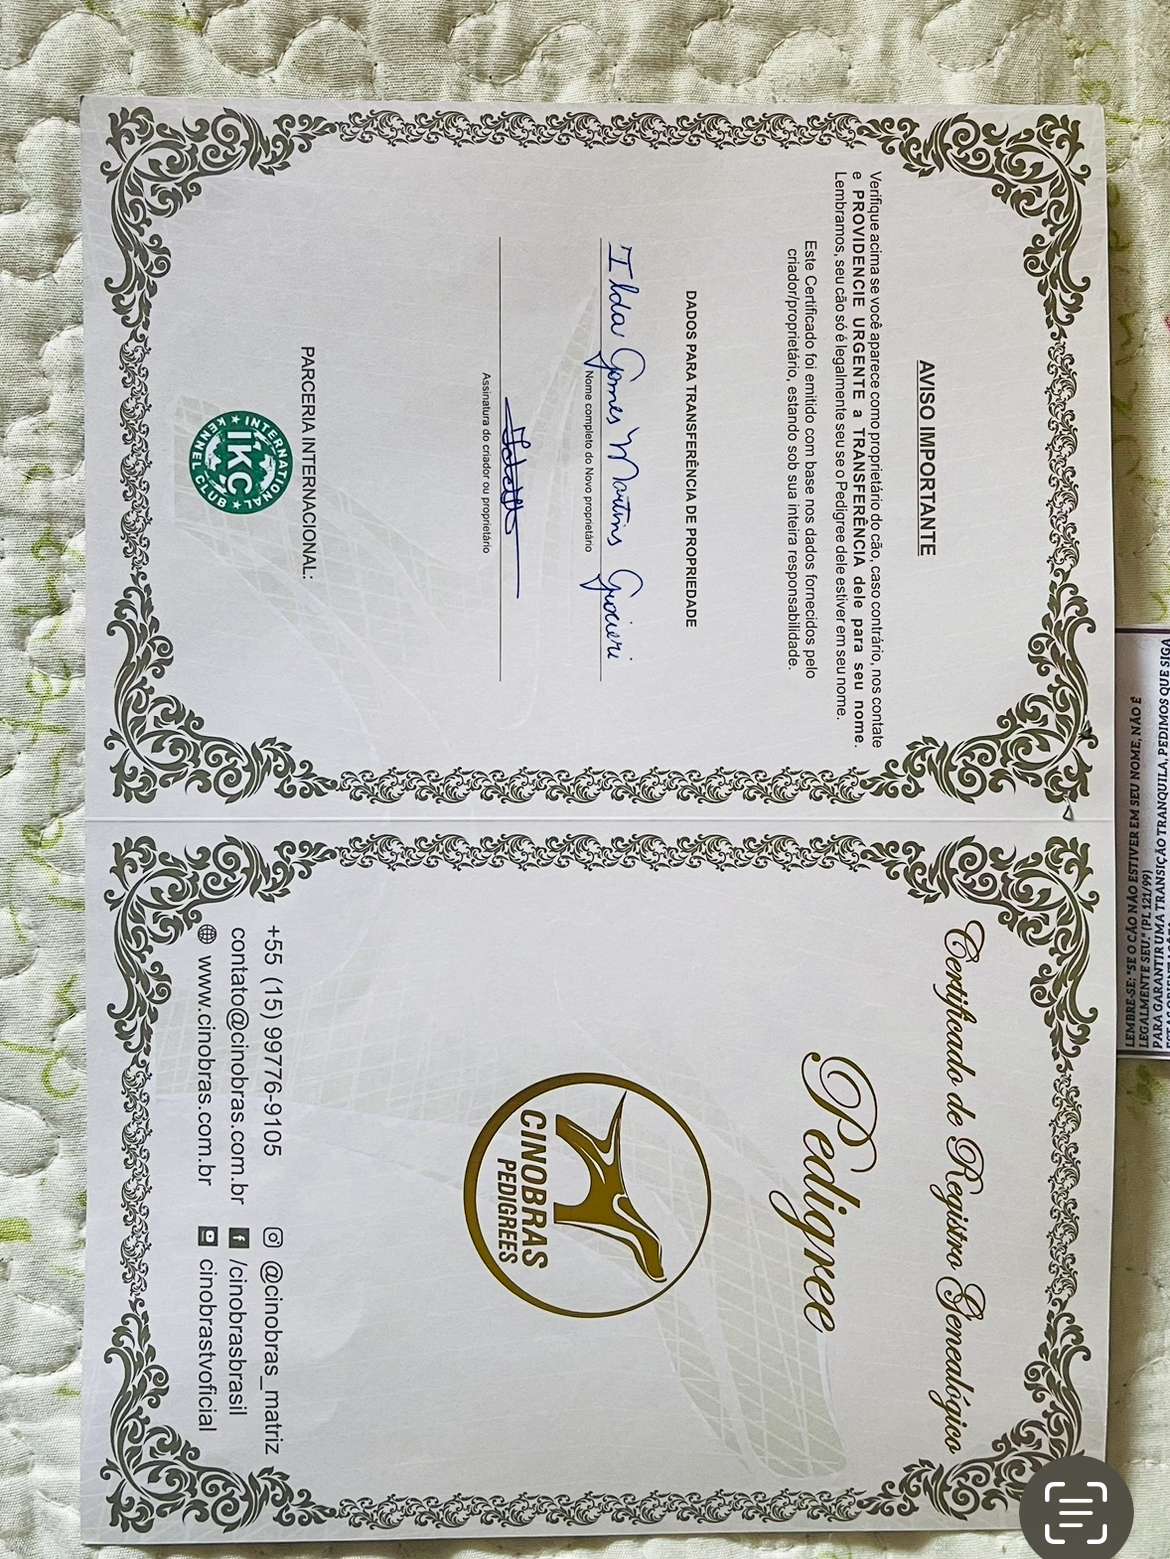 AVISO IMPORTANTE
Verifique acima se você aparece como proprietário do cão, caso contrário, nos contate
e PROVIDENCIE URGENTE a TRANSFERÊNCIA dele para seu nome.
Lembramos, seu cão só é legalmente seu se o Pedigree dele estiver em seu nome.
Este Certificado foi emitido com base nos dados fornecidos pelo
criador/proprietário, estando sob sua inteira responsabilidade.
DADOS PARA TRANSFERÊNCIA DE PROPRIEDADE
Ilda Gomes Martins
Nome completo do Novo proprietário
Assinatura do criador ou proprietário
PARCERIA INTERNACIONAL:
INTERNATIONAL
IKC
KENNEL CLUB
Certificado de Registro Genealógico
Pedigree
CINOBRAS
PEDIGREES
+55 (15) 99776-9105
contato@cinobras.com.br
www.cinobras.com.br
@cinobras_matriz
/cinobrasbrasil
cinobrastvoficial
LEMBRE-SE: "SE O CÃO NÃO ESTIVER EM SEU NOME, NÃO É
LEGALMENTE SEU." (PL 121/99)
PARA GARANTIR UMA TRANSIÇÃO TRANQUILA, PEDIMOS QUE SIGA